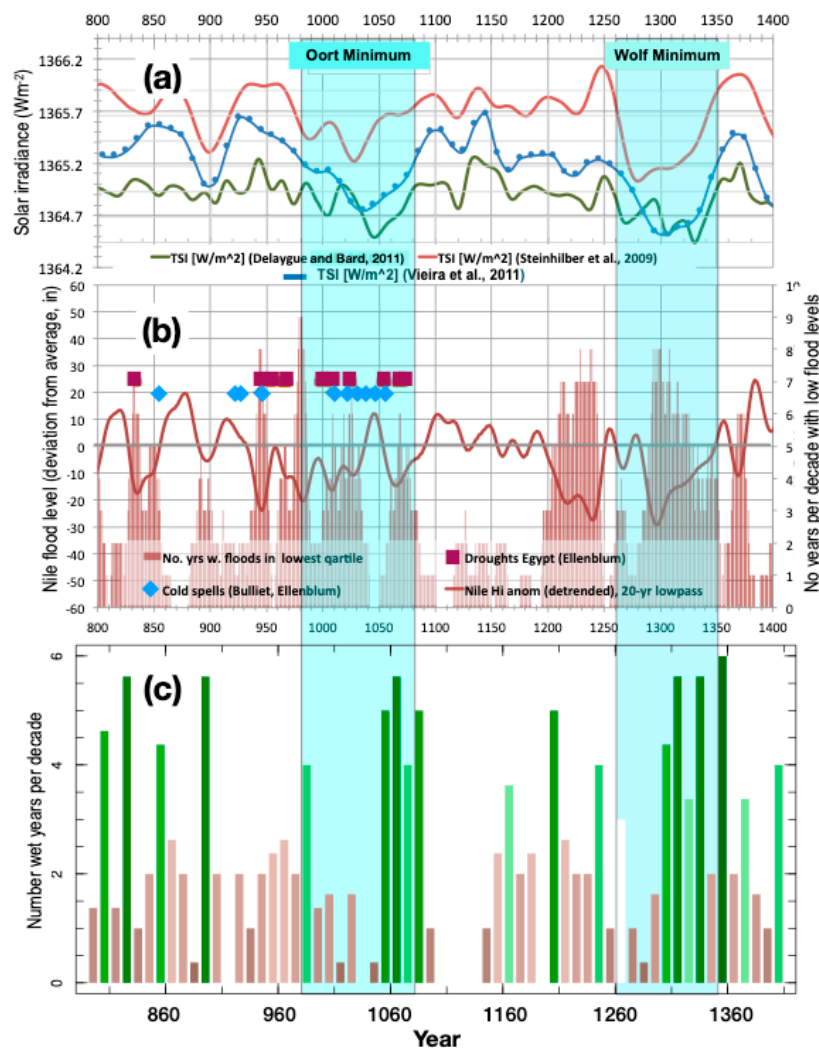 800 850 900 950 1000 1050 1100 1150 1200 1250 1300 1350 1400
Oort Minimum
Wolf Minimum
(a)
Solar irradiance (Wm-2)
1366.2
1365.7
1365.2
1364.7
1364.2
TSI [W/m^2] (Delaygue and Bard, 2011)
TSI [W/m^2] (Steinhilber et al., 2009)
TSI [W/m^2] (Vieira et al., 2011)
(b)
Nile flood level (deviation from average, in)
60
50
40
30
20
10
0
-10
-20
-30
-40
-50
-60
9
8
7
6
5
4
3
2
1
0
No years per decade with low flood levels
No. yrs w. floods in lowest qartile
Droughts Egypt (Ellenblum)
Cold spells (Bulliet, Ellenblum)
Nile Hi anom (detrended), 20-yr lowpass
800 850 900 950 1000 1050 1100 1150 1200 1250 1300 1350 1400
(c)
Number wet years per decade
6
4
2
0
860 960 1060 1160 1260 1360
Year